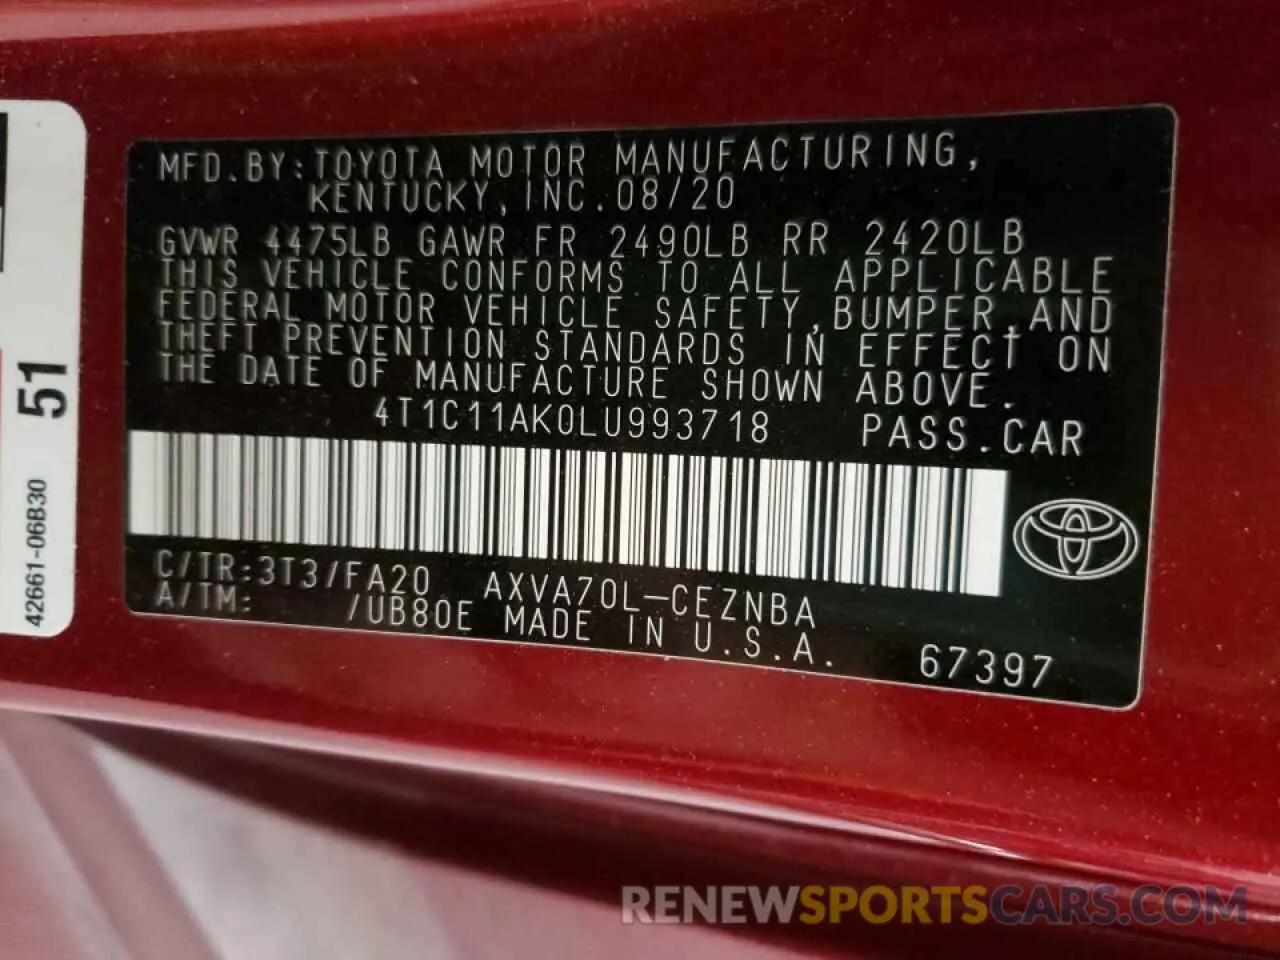 MFD.BY:TOYOTA MOTOR MANUFACTURING,
KENTUCKY,INC.08/20
GVWR 4475LB GAWR FR 2490LB RR 2420LB
THIS VEHICLE CONFORMS TO ALL APPLICABLE
FEDERAL MOTOR VEHICLE SAFETY,BUMPER,AND
THEFT PREVENTION STANDARDS IN EFFECT ON
THE DATE OF MANUFACTURE SHOWN ABOVE.
4T1C11AK0LU993718 PASS.CAR
C/TR:3T3/FA20 AXVA70L-CEZNBA
A/TM: /UB80E MADE IN U.S.A.
67397
51
42661-06B30
RENEWSPORTSCARS.COM